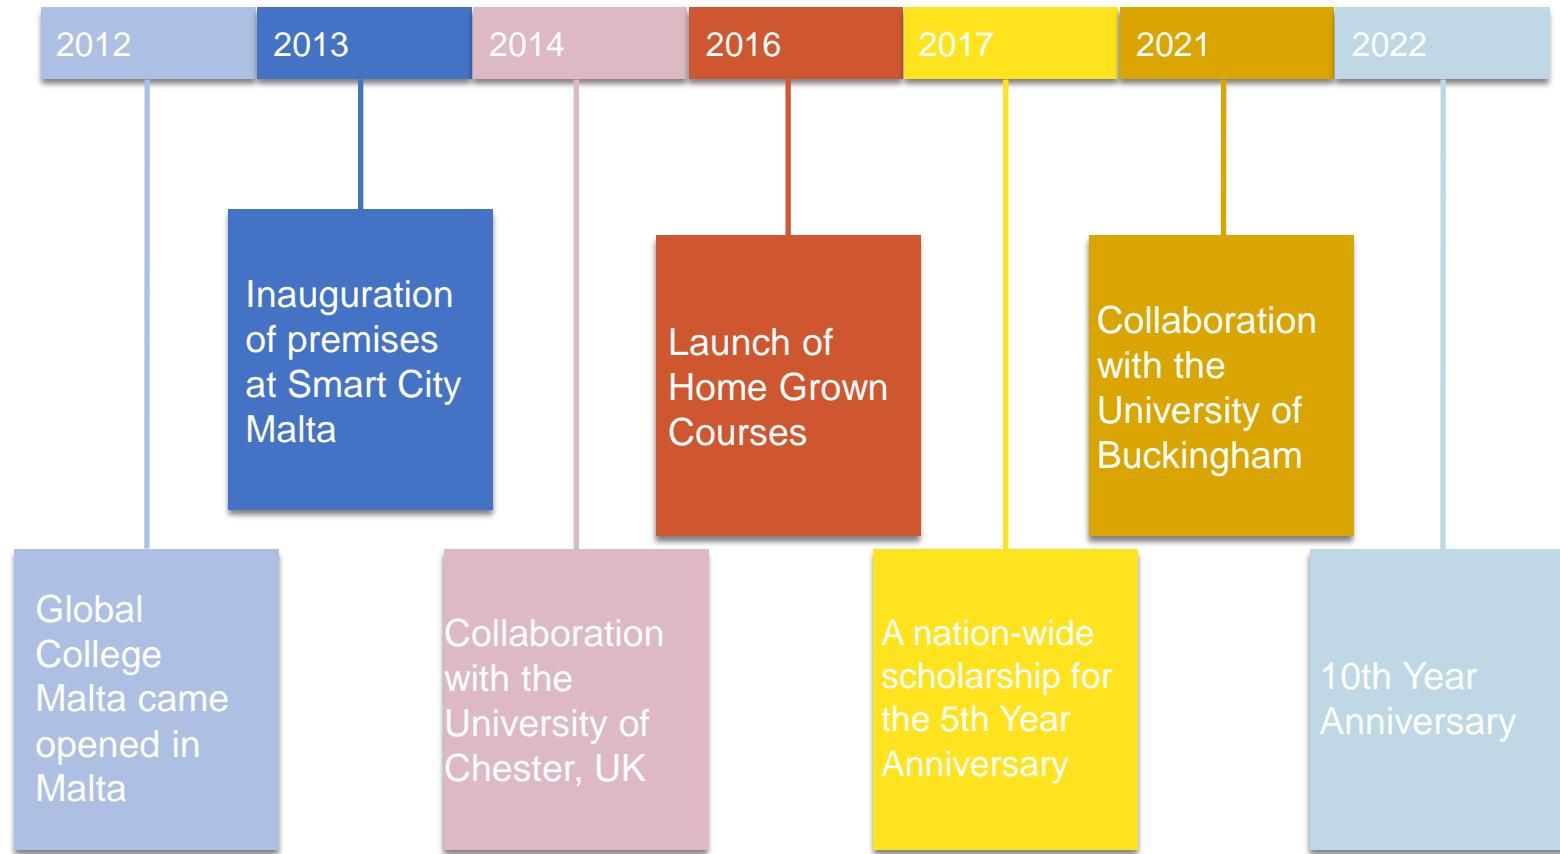 2012
2013
2014
2016
2017
2021
2022
Inauguration
of premises
at Smart City
Malta
Launch of
Home Grown
Courses
Collaboration
with the
University of
Buckingham
Global
College
Malta came
opened in
Malta
Collaboration
with the
University of
Chester, UK
A nation-wide
scholarship for
the 5th Year
Anniversary
10th Year
Anniversary